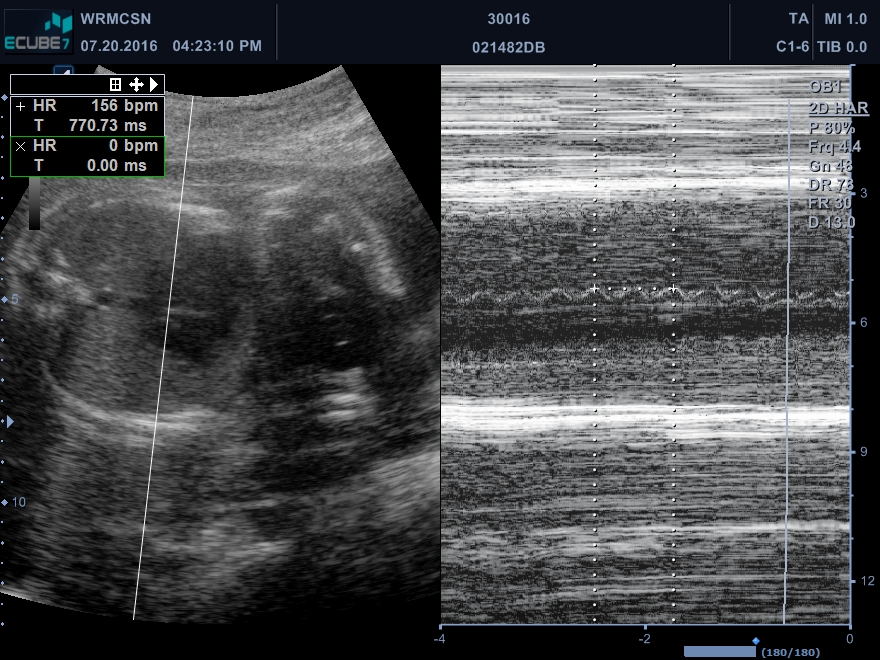 ECUBE 7
WRMCSN
07.20.2016 04:23:10 PM
30016
021482DB
TA MI 1.0
C1-6 TIB 0.0
+ HR 156 bpm
T 770.73 ms
× HR 0 bpm
T 0.00 ms
OB1
2D HAR
P 80%
Frq 4.4
Gn 48
DR 78
FR 30
D 13.0
5
10
3
6
9
12
-4 -2 0
(180/180)